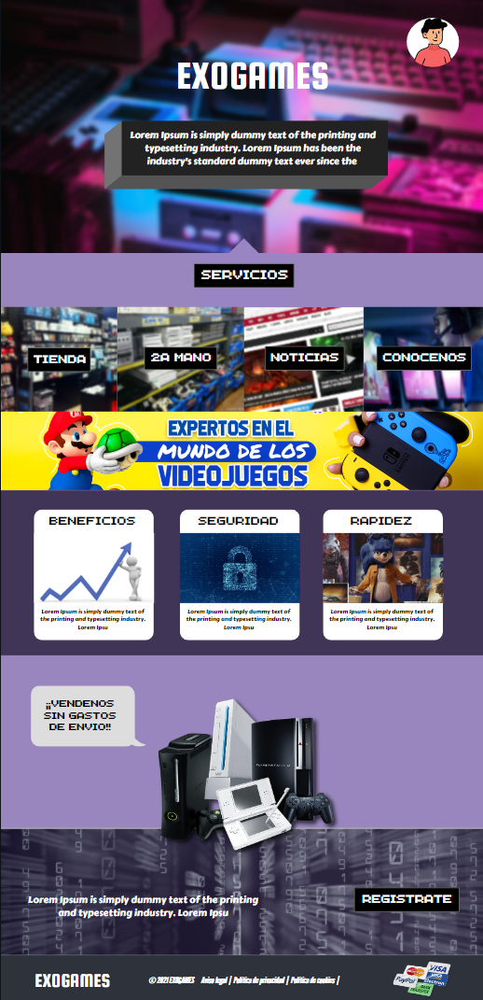 EXOGAMES
Lorem Ipsum is simply dummy text of the printing and
typesetting industry. Lorem Ipsum has been the
industry's standard dummy text ever since the
SERVICIOS
TIENDA
2A MANO
NOTICIAS
CONOCENOS
EXPERTOS EN EL
MUNDO DE LOS
VIDEOJUEGOS
BENEFICIOS
SEGURIDAD
RAPIDEZ
Lorem Ipsum is simply dummy text of
the printing and typesetting industry.
Lorem Ipsu
Lorem Ipsum is simply dummy text of
the printing and typesetting industry.
Lorem Ipsu
Lorem Ipsum is simply dummy text of
the printing and typesetting industry.
Lorem Ipsu
¡¡VENDENOS
SIN GASTOS
DE ENVIO!!
Lorem Ipsum is simply dummy text of the printing
and typesetting industry. Lorem Ipsu
REGISTRATE
EXOGAMES
© 2021 EXOGAMES Aviso legal | Política de privacidad | Política de cookies |
VISA
PayPal